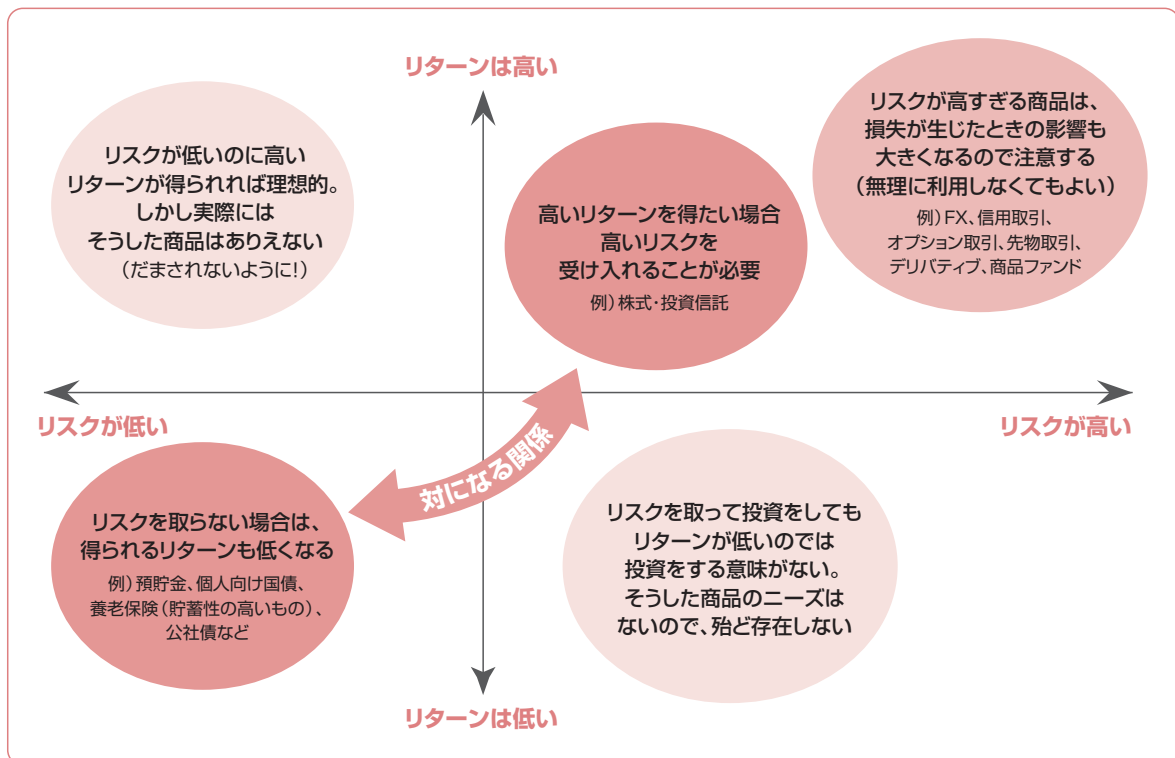 リターンは高い
リスクが低いのに高い
リターンが得られれば理想的。
しかし実際には
そうした商品はありえない
（だまされないように!）
高いリターンを得たい場合
高いリスクを
受け入れることが必要
例）株式・投資信託
リスクが高すぎる商品は、
損失が生じたときの影響も
大きくなるので注意する
（無理に利用しなくてもよい）
例）FX、信用取引、
オプション取引、先物取引、
デリバティブ、商品ファンド
リスクが低い
リスクが高い
対になる関係
リスクを取らない場合は、
得られるリターンも低くなる
例）預貯金、個人向け国債、
養老保険（貯蓄性の高いもの）、
公社債など
リスクを取って投資をしても
リターンが低いのでは
投資をする意味がない。
そうした商品のニーズは
ないので、殆ど存在しない
リターンは低い